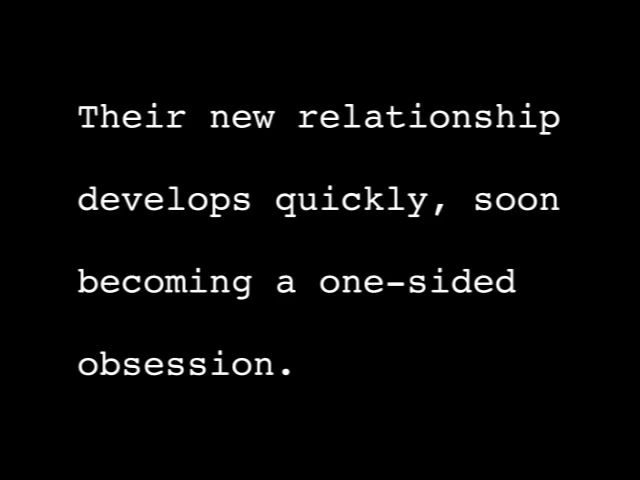 Their new relationship
develops quickly, soon
becoming a one-sided
obsession.